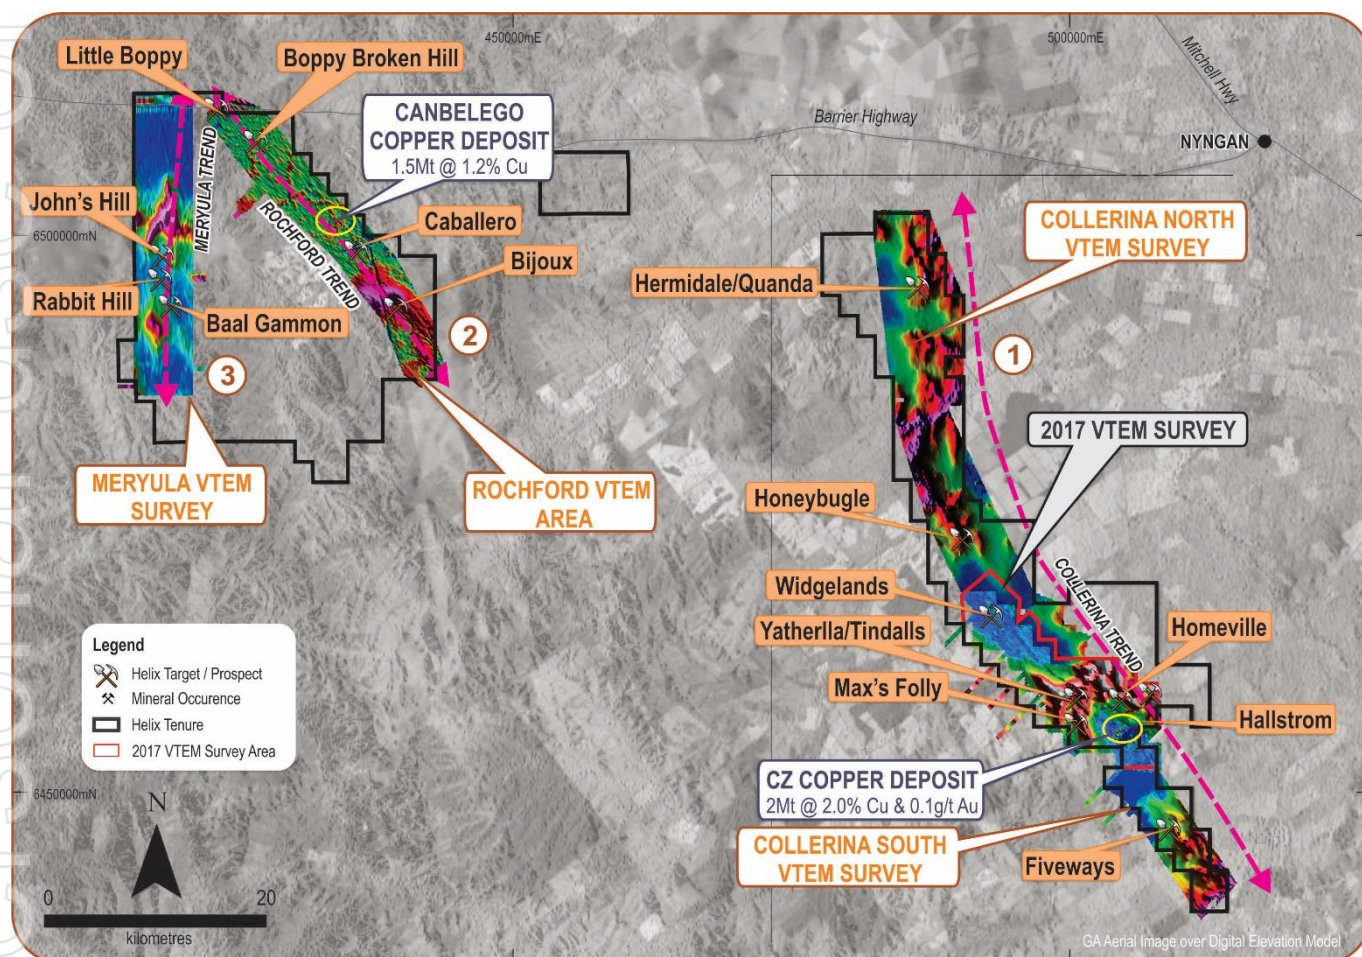 450000mE
500000mE
Little Boppy
Boppy Broken Hill
Mitchell Hwy
CANBELEGO
COPPER DEPOSIT
1.5Mt @ 1.2% Cu
Barrier Highway
NYNGAN
MERYULA TREND
John's Hill
ROCHFORD TREND
Caballero
COLLERINA NORTH
VTEM SURVEY
6500000mN
Bijoux
Hermidale/Quanda
Rabbit Hill
Baal Gammon
2
1
3
2017 VTEM SURVEY
MERYULA VTEM
SURVEY
ROCHFORD VTEM
AREA
Honeybugle
Widgelands
COLLERINA TREND
Yatherlla/Tindalls
Homeville
Max's Folly
Hallstrom
Legend
Helix Target / Prospect
Mineral Occurence
Helix Tenure
2017 VTEM Survey Area
CZ COPPER DEPOSIT
2Mt @ 2.0% Cu & 0.1g/t Au
6450000mN
N
COLLERINA SOUTH
VTEM SURVEY
Fiveways
0
20
kilometres
GA Aerial Image over Digital Elevation Model